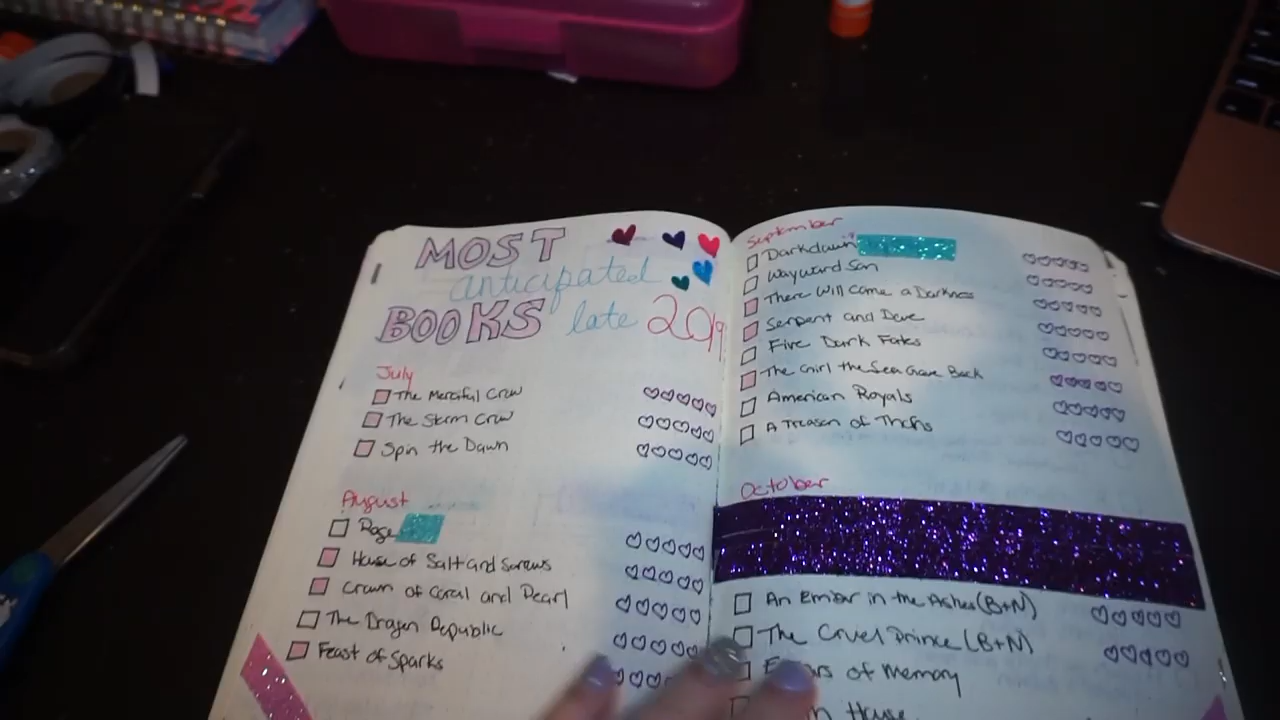 MOST
anticipated
BOOKS late 2019
July
The Merciful Crow
The Storm Crow
Spin the Dawn
August
Rage
House of Salt and Sorrows
Crown of Coral and Pearl
The Dragon Republic
Feast of Sparks
September
Darkdawn
Wayward Son
There Will Come a Darkness
Serpent and Dove
Five Dark Fates
The Girl the Sea Gave Back
American Royals
A Treason of Thorns
October
An Ember in the Ashes (B+N)
The Cruel Prince (B+N)
of Memory
House